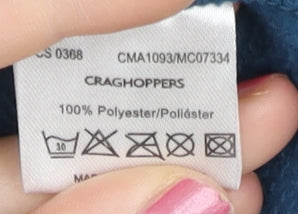 CS 0368 CMA1093/MC07334
CRAGHOPPERS
100% Polyester/Poliéster
30